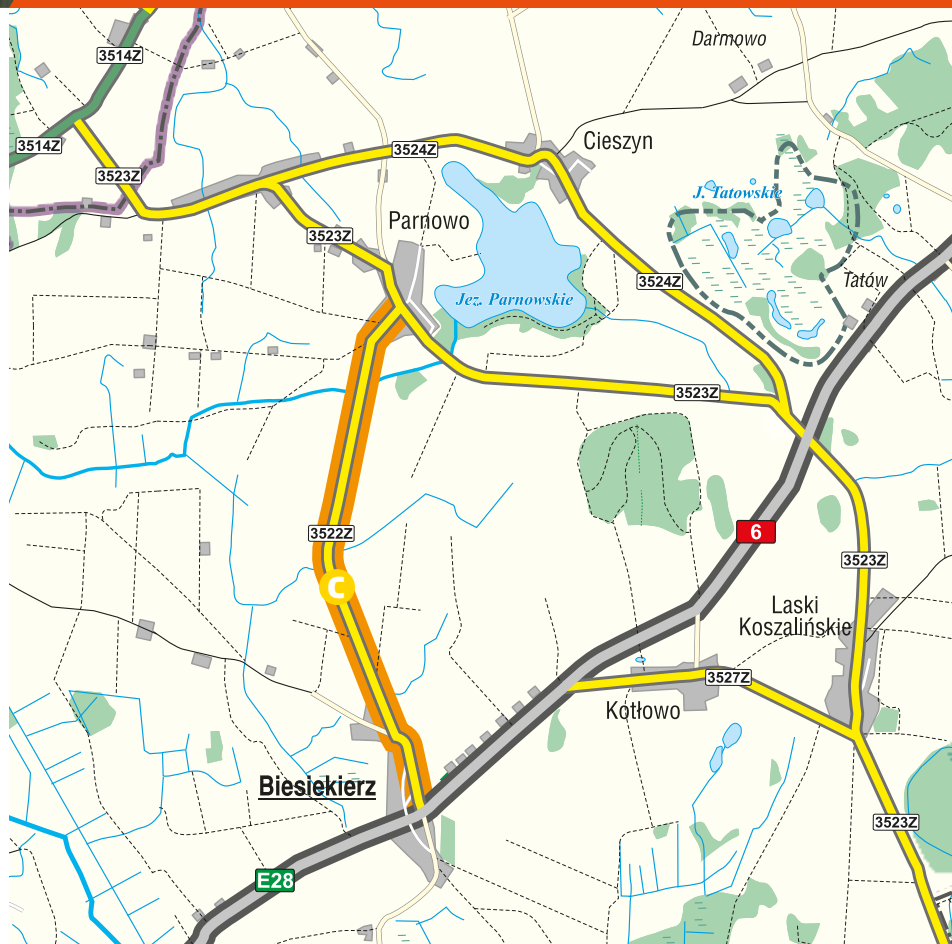 Darmowo
3514Z
Cieszyn
3514Z
3524Z
3523Z
J. Tatowskie
Parnowo
3523Z
Tatów
3524Z
Jez. Parnowskie
3523Z
6
3522Z
3523Z
C
Laski
Koszalińskie
3527Z
Kotłowo
Biesiekierz
3523Z
E28